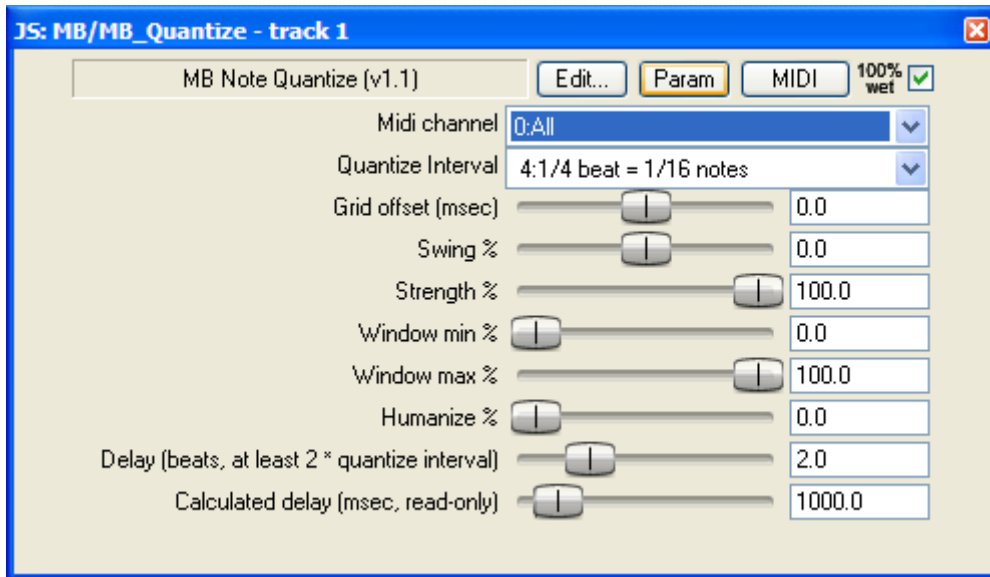 JS: MB/MB_Quantize - track 1
MB Note Quantize (v1.1) Edit... Param MIDI 100% wet
Midi channel 0:All
Quantize Interval 4:1/4 beat = 1/16 notes
Grid offset (msec) 0.0
Swing % 0.0
Strength % 100.0
Window min % 0.0
Window max % 100.0
Humanize % 0.0
Delay (beats, at least 2 * quantize interval) 2.0
Calculated delay (msec, read-only) 1000.0